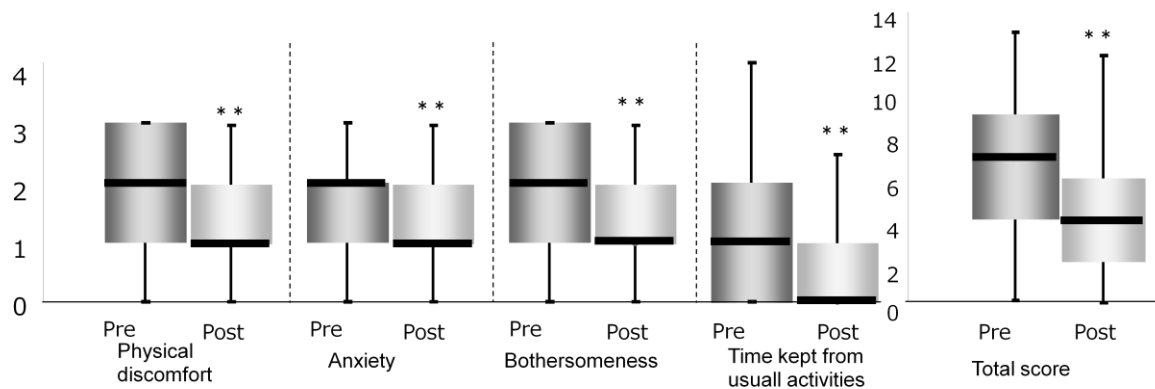 14
12
10
8
6
4
2
0
4
3
2
1
0
* *
* *
* *
* *
* *
Pre Post
Physical
discomfort
Pre Post
Anxiety
Pre Post
Bothersomeness
Pre Post
Time kept from
usuall activities
Pre Post
Total score